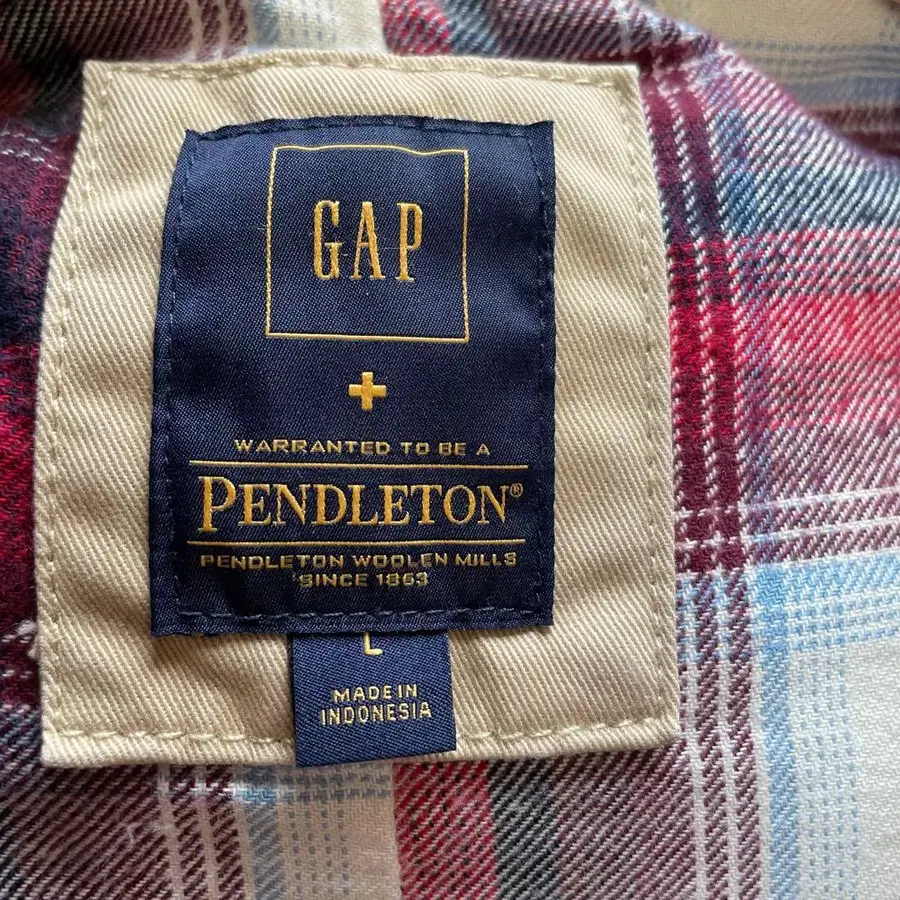 GAP
+
WARRANTED TO BE A
PENDLETON®
PENDLETON WOOLEN MILLS
SINCE 1863
L
MADE IN
INDONESIA